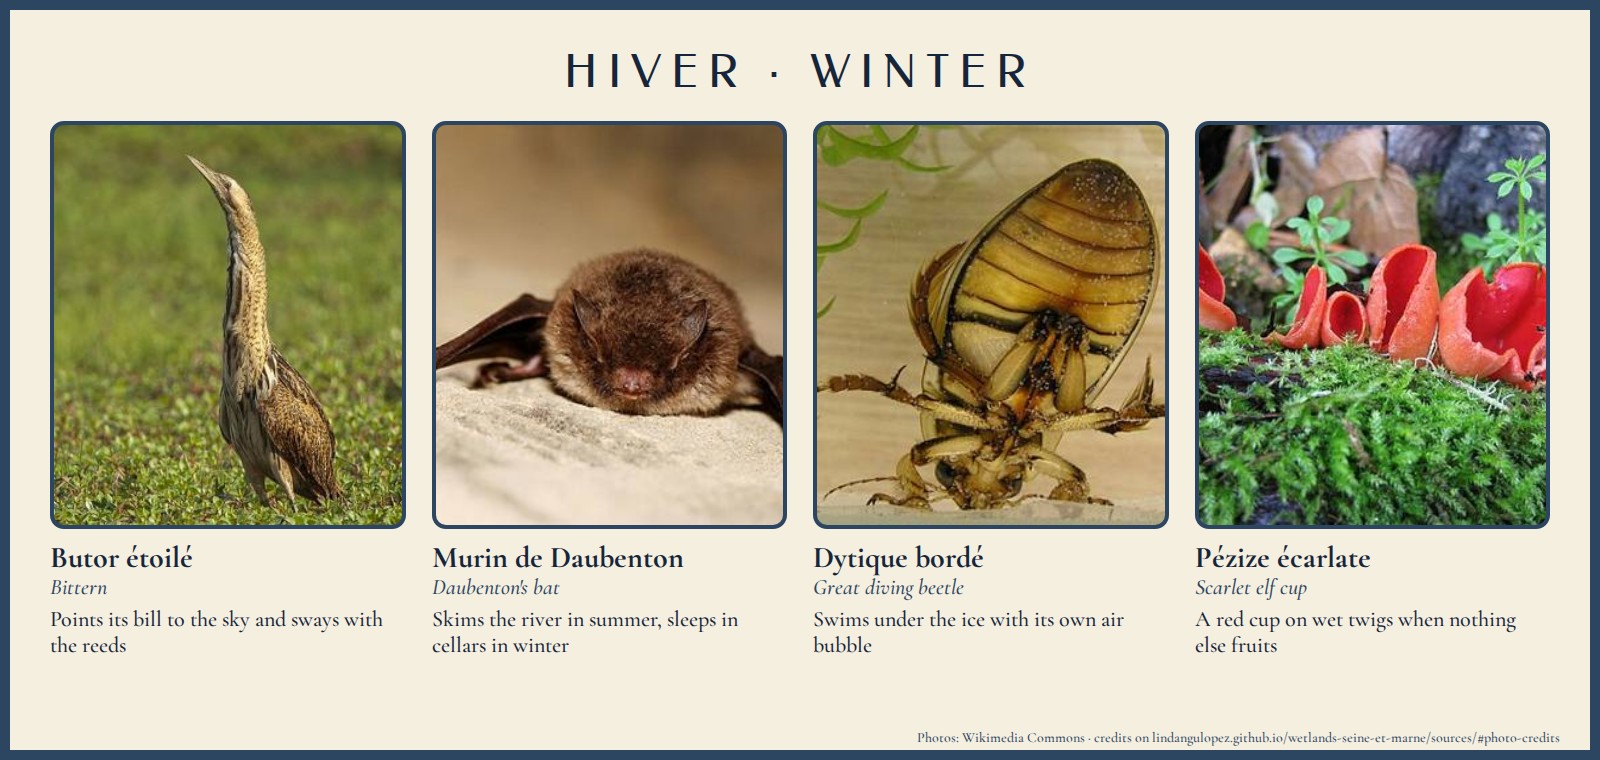 HIVER · WINTER
Butor étoilé
Bittern
Points its bill to the sky and sways with
the reeds
Murin de Daubenton
Daubenton's bat
Skims the river in summer, sleeps in
cellars in winter
Dytique bordé
Great diving beetle
Swims under the ice with its own air
bubble
Pézize écarlate
Scarlet elf cup
A red cup on wet twigs when nothing
else fruits
Photos: Wikimedia Commons · credits on lindangulopez.github.io/wetlands-seine-et-marne/sources/#photo-credits